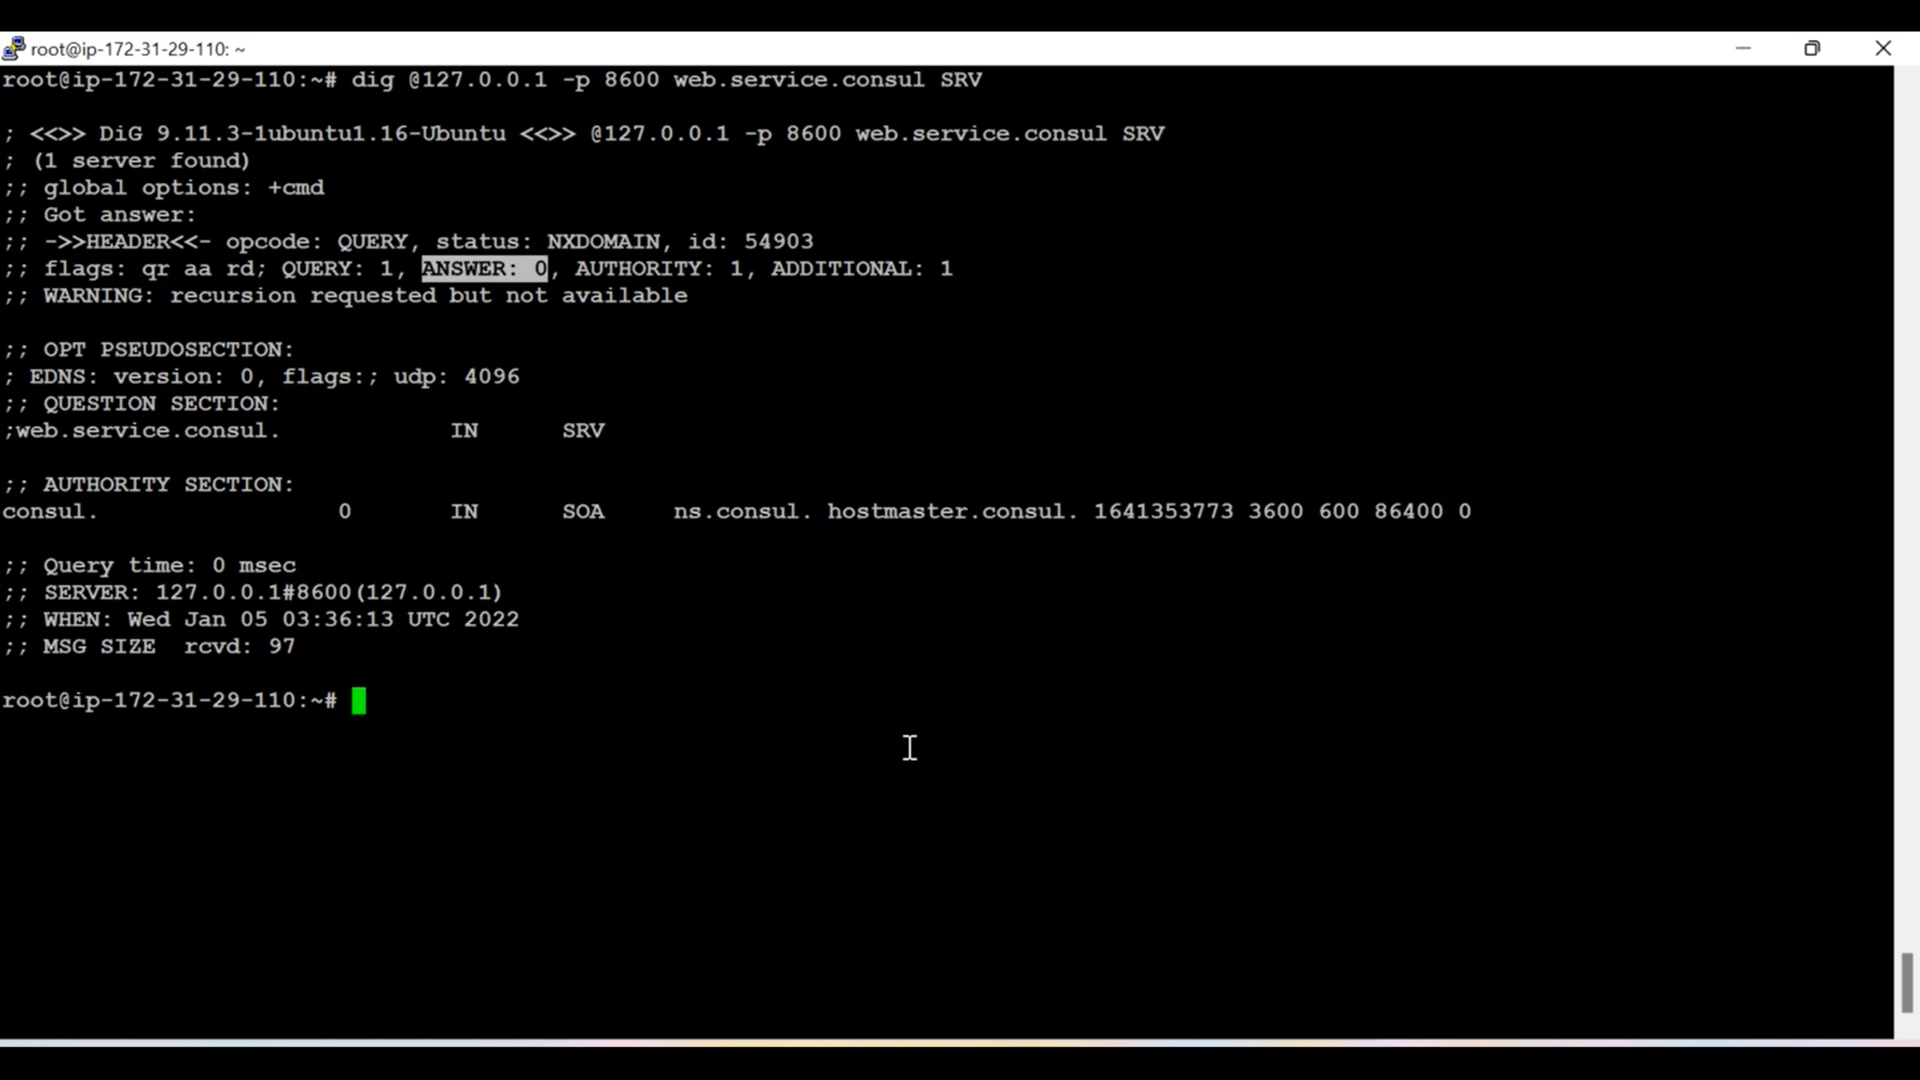 root@ip-172-31-29-110: ~
root@ip-172-31-29-110:~# dig @127.0.0.1 -p 8600 web.service.consul SRV
; <<>> DiG 9.11.3-1ubuntu1.16-Ubuntu <<>> @127.0.0.1 -p 8600 web.service.consul SRV
; (1 server found)
;; global options: +cmd
;; Got answer:
;; ->>HEADER<<- opcode: QUERY, status: NXDOMAIN, id: 54903
;; flags: qr aa rd; QUERY: 1, ANSWER: 0, AUTHORITY: 1, ADDITIONAL: 1
;; WARNING: recursion requested but not available
;; OPT PSEUDOSECTION:
; EDNS: version: 0, flags:; udp: 4096
;; QUESTION SECTION:
;web.service.consul. IN SRV
;; AUTHORITY SECTION:
consul. 0 IN SOA ns.consul. hostmaster.consul. 1641353773 3600 600 86400 0
;; Query time: 0 msec
;; SERVER: 127.0.0.1#8600(127.0.0.1)
;; WHEN: Wed Jan 05 03:36:13 UTC 2022
;; MSG SIZE rcvd: 97
root@ip-172-31-29-110:~#